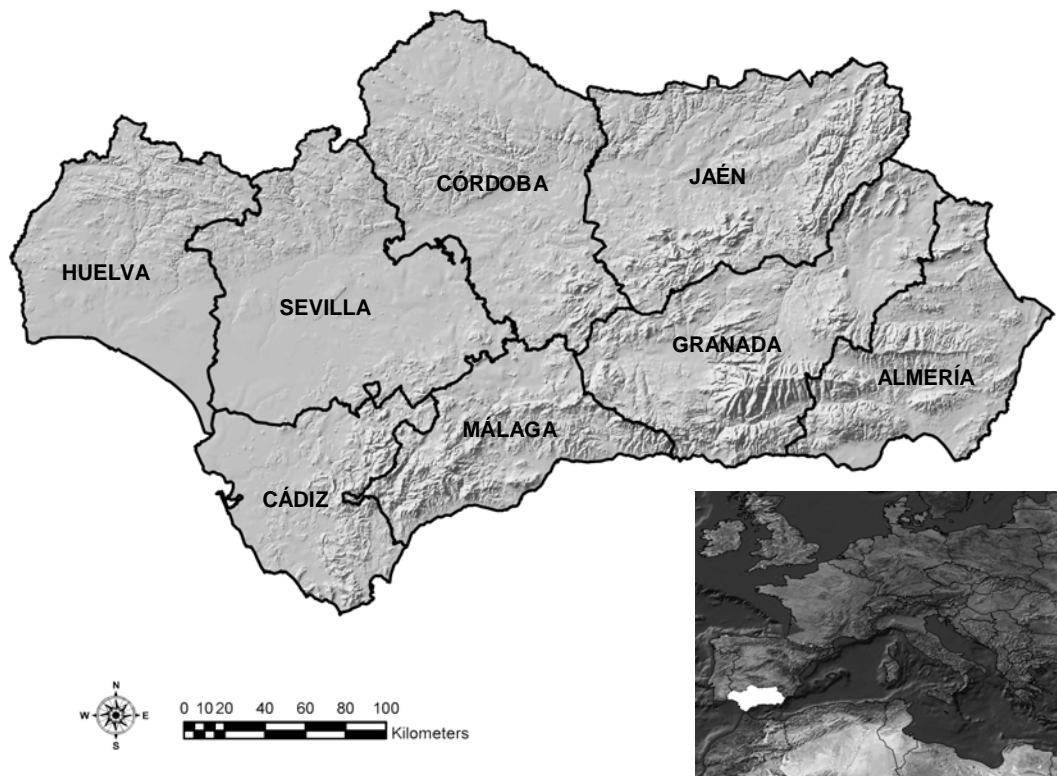 CÓRDOBA
JAÉN
HUELVA
SEVILLA
GRANADA
ALMERÍA
MÁLAGA
CÁDIZ
N
W E
S
0 10 20 40 60 80 100
Kilometers